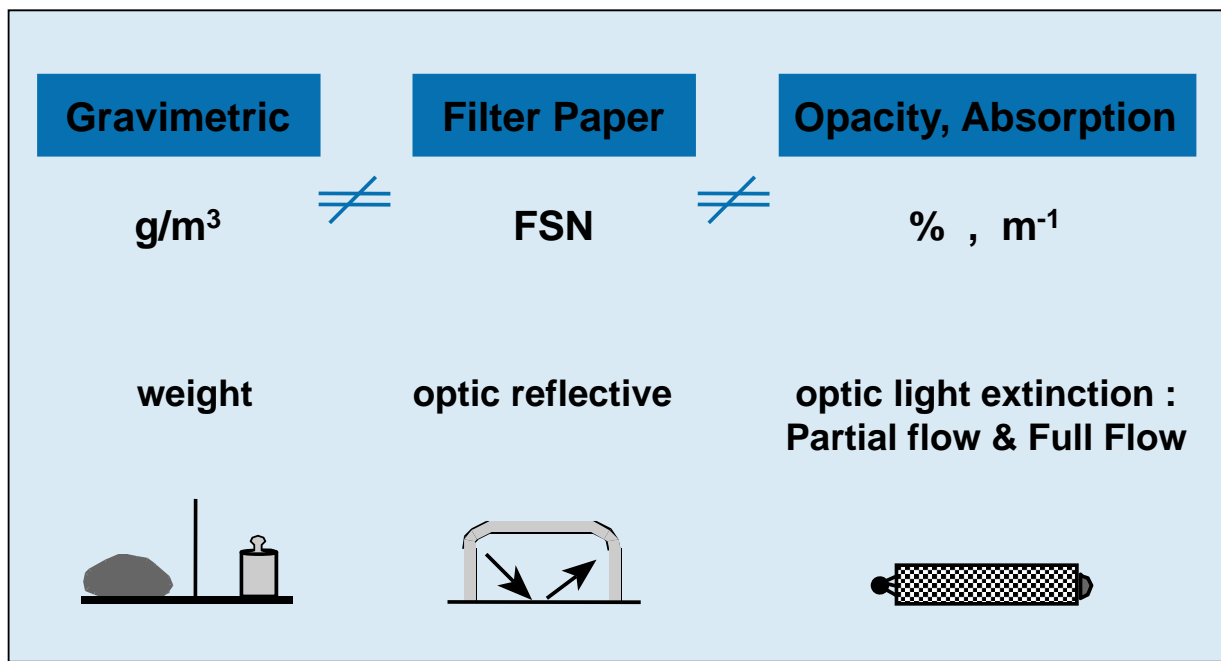 Gravimetric
≠
Filter Paper
≠
Opacity, Absorption
g/m³
FSN
% , m⁻¹
weight
optic reflective
optic light extinction :
Partial flow & Full Flow